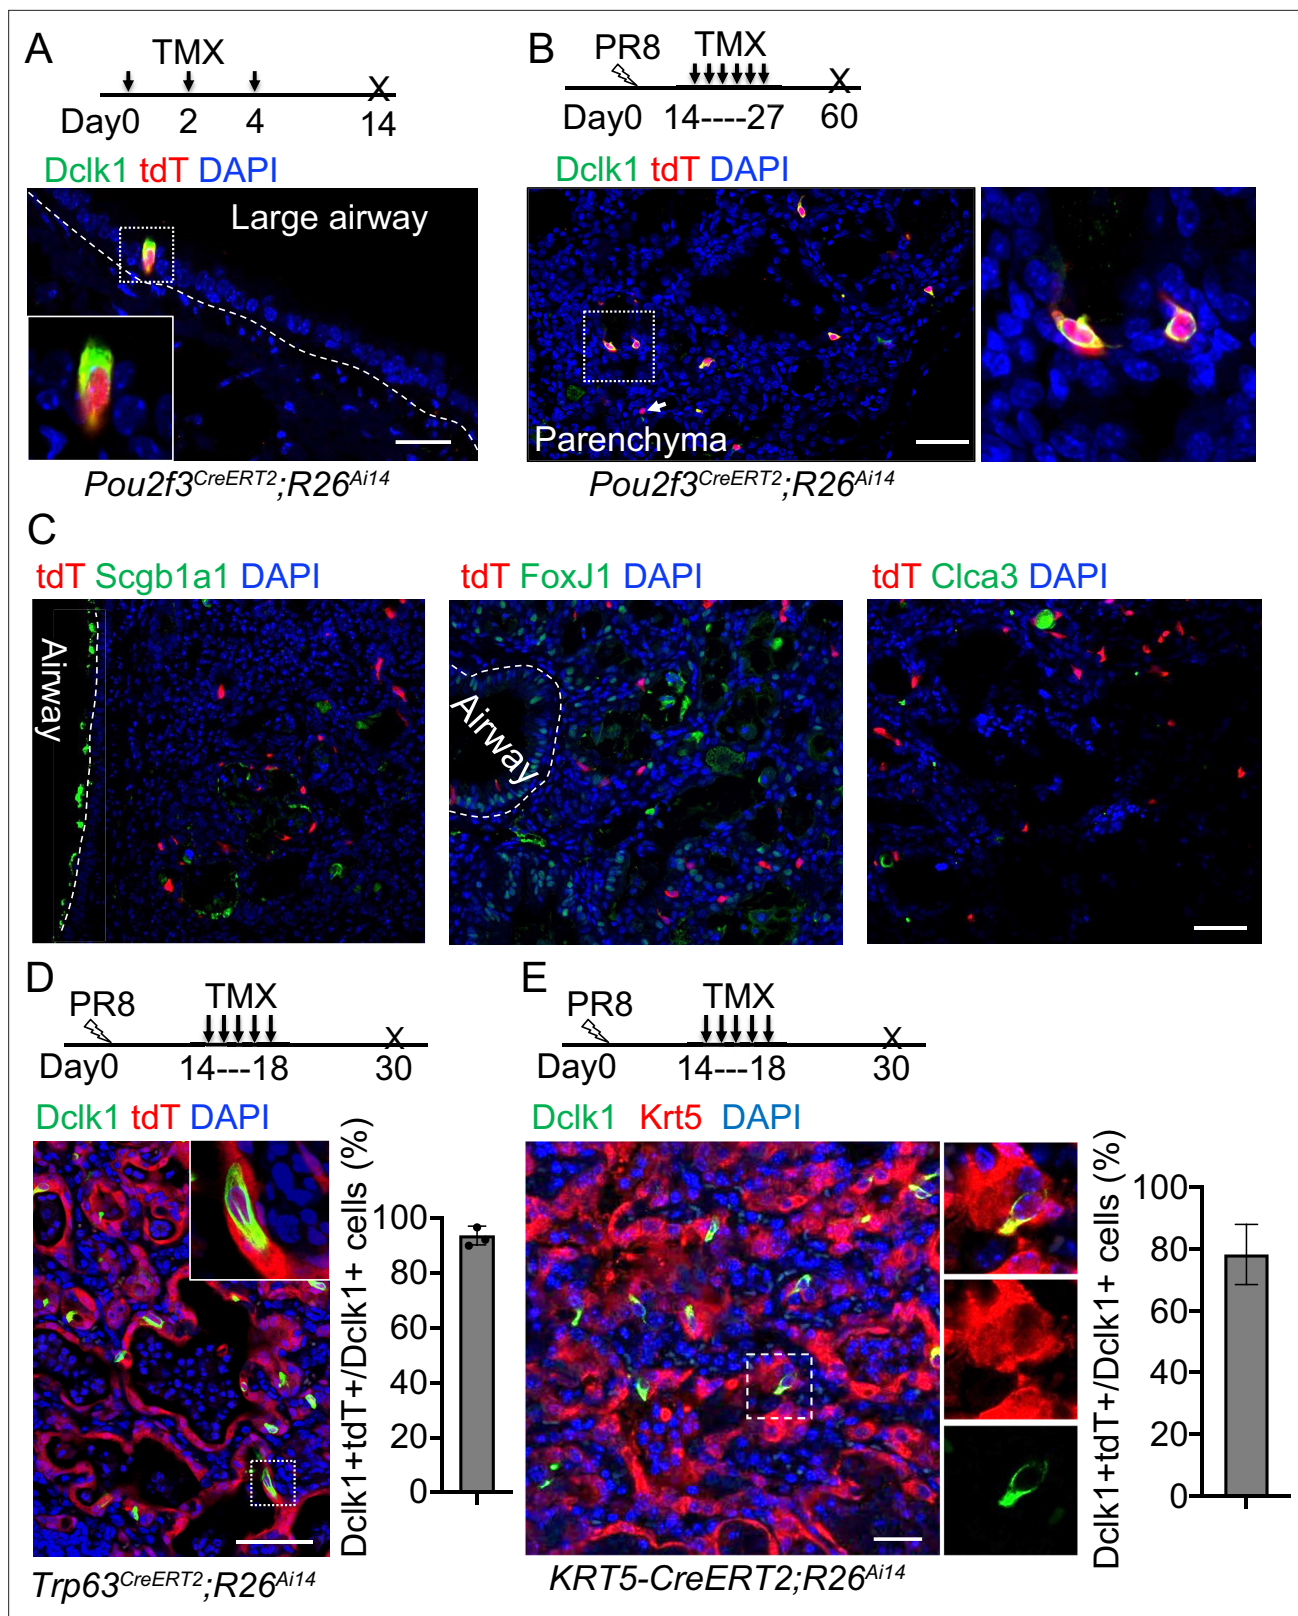 A
TMX
Day0 2 4 14
X
Dclk1 tdT DAPI
Large airway
Pou2f3CreERT2;R26Ai14
B
PR8 TMX
X
Day0 14----27 60
Dclk1 tdT DAPI
Parenchyma
Pou2f3CreERT2;R26Ai14
C
tdT Scgb1a1 DAPI
Airway
tdT FoxJ1 DAPI
Airway
tdT Clca3 DAPI
D
PR8 TMX
X
Day0 14---18 30
Dclk1 tdT DAPI
Dclk1+tdT+/Dclk1+ cells (%)
100
80
60
40
20
0
Trp63CreERT2;R26Ai14
E
PR8 TMX
X
Day0 14---18 30
Dclk1 Krt5 DAPI
Dclk1+tdT+/Dclk1+ cells (%)
100
80
60
40
20
0
KRT5-CreERT2;R26Ai14